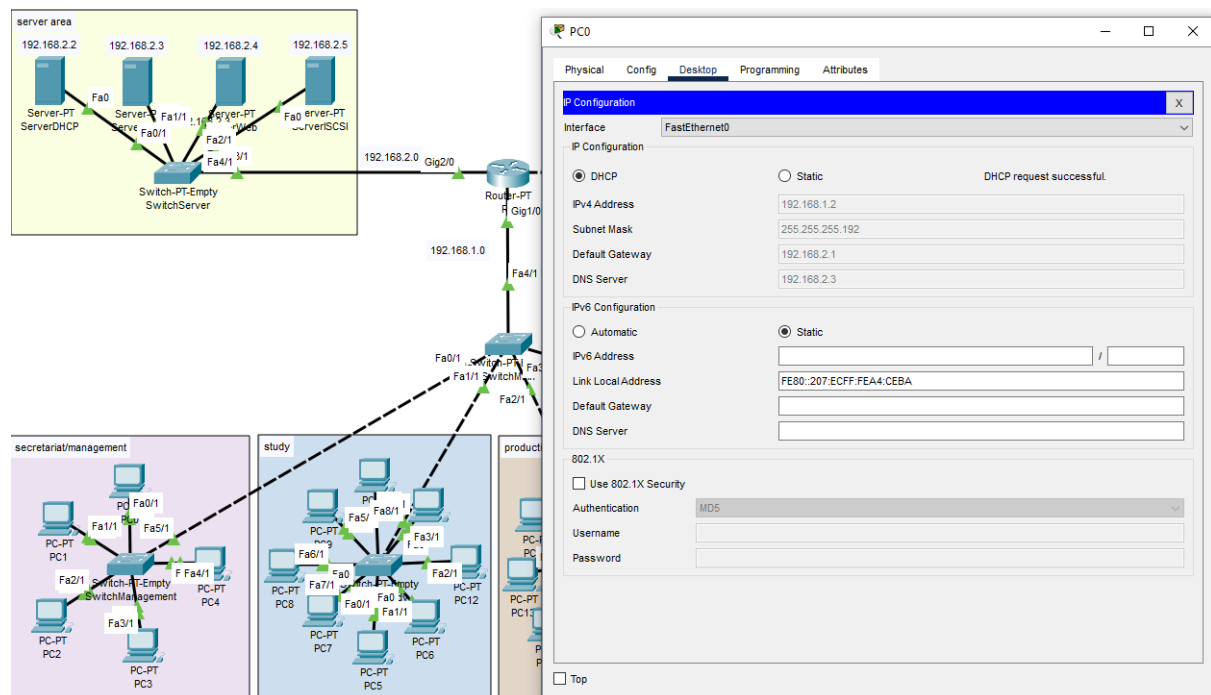 server area
192.168.2.2
192.168.2.3
192.168.2.4
192.168.2.5
Fa0
Server-PT
ServerDHCP
Fa1/1
Fa0/1
Fa2/1
Fa0
Fa4/1
Switch-PT-Empty
SwitchServer
192.168.2.0
Gig2/0
Router-PT
Gig1/0
192.168.1.0
Fa4/1
Fa0/1
Fa1/1
Fa2/1
secretariat/management
Fa0/1
Fa1/1
Fa5/1
PC-PT
PC1
Fa2/1
Fa4/1
Switch-PT-Empty
SwitchManagement
PC-PT
PC4
Fa3/1
PC-PT
PC2
PC-PT
PC3
study
Fa8/1
Fa3/1
Fa6/1
Fa2/1
PC-PT
PC8
Fa7/1
PC-PT
PC12
Fa0/1
Fa0
Fa1/1
PC-PT
PC7
PC-PT
PC6
PC-PT
PC5
PC0
Physical
Config
Desktop
Programming
Attributes
IP Configuration
X
Interface
FastEthernet0
IP Configuration
DHCP
Static
DHCP request successful.
IPv4 Address
192.168.1.2
Subnet Mask
255.255.255.192
Default Gateway
192.168.2.1
DNS Server
192.168.2.3
IPv6 Configuration
Automatic
Static
IPv6 Address
/
Link Local Address
FE80::207:ECFF:FEA4:CEBA
Default Gateway
DNS Server
802.1X
Use 802.1X Security
Authentication
MD5
Username
Password
Top